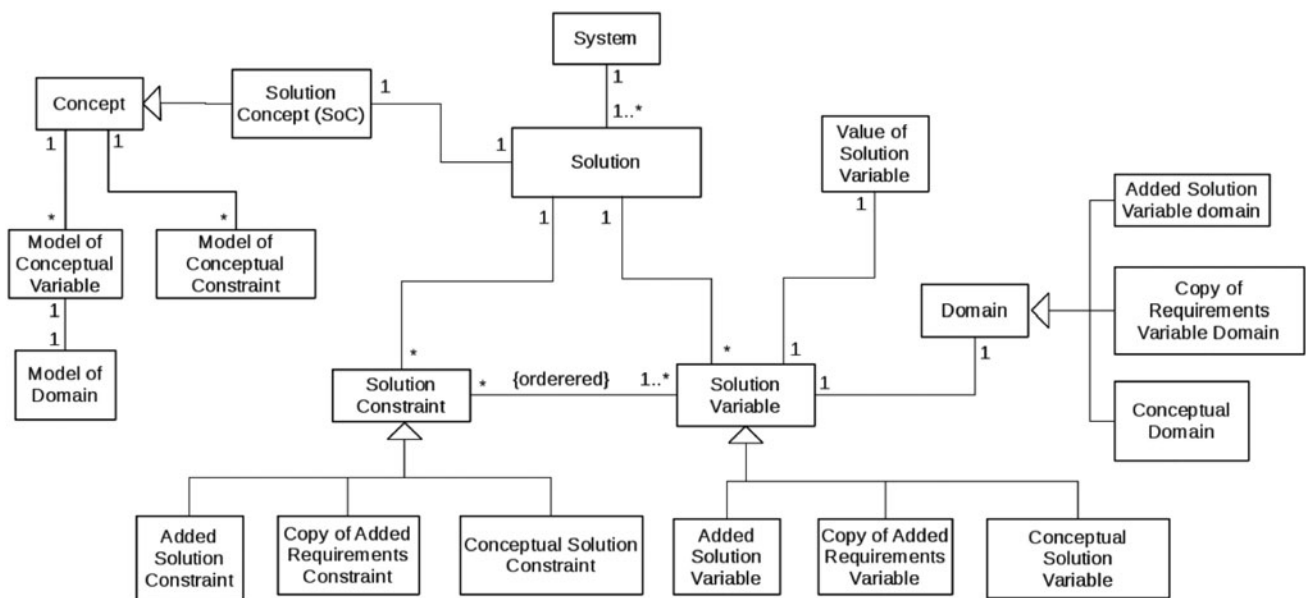 System
1
1..*
Concept
Solution
Concept (SoC)
1
1
Solution
Value of
Solution
Variable
1
1
1
*
*
Model of
Conceptual
Variable
Model of
Conceptual
Constraint
1
1
Model of
Domain
1
1
*
*
1
1
Added Solution
Variable domain
Copy of
Requirements
Variable Domain
Conceptual
Domain
Domain
1
1
Solution
Constraint
*
{orderered}
1..*
Solution
Variable
Added
Solution
Constraint
Copy of Added
Requirements
Constraint
Conceptual Solution
Constraint
Added
Solution
Variable
Copy of Added
Requirements
Variable
Conceptual
Solution
Variable